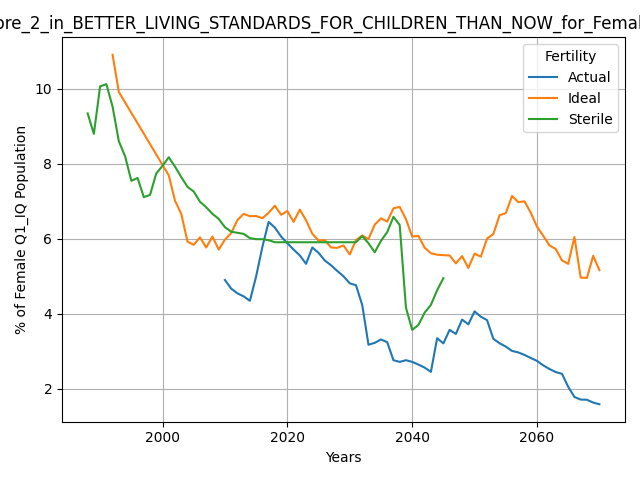 ore_2_in_BETTER_LIVING_STANDARDS_FOR_CHILDREN_THAN_NOW_for_Femal
Fertility
Actual
Ideal
Sterile
% of Female Q1_IQ Population
10
8
6
4
2
2000 2020 2040 2060
Years